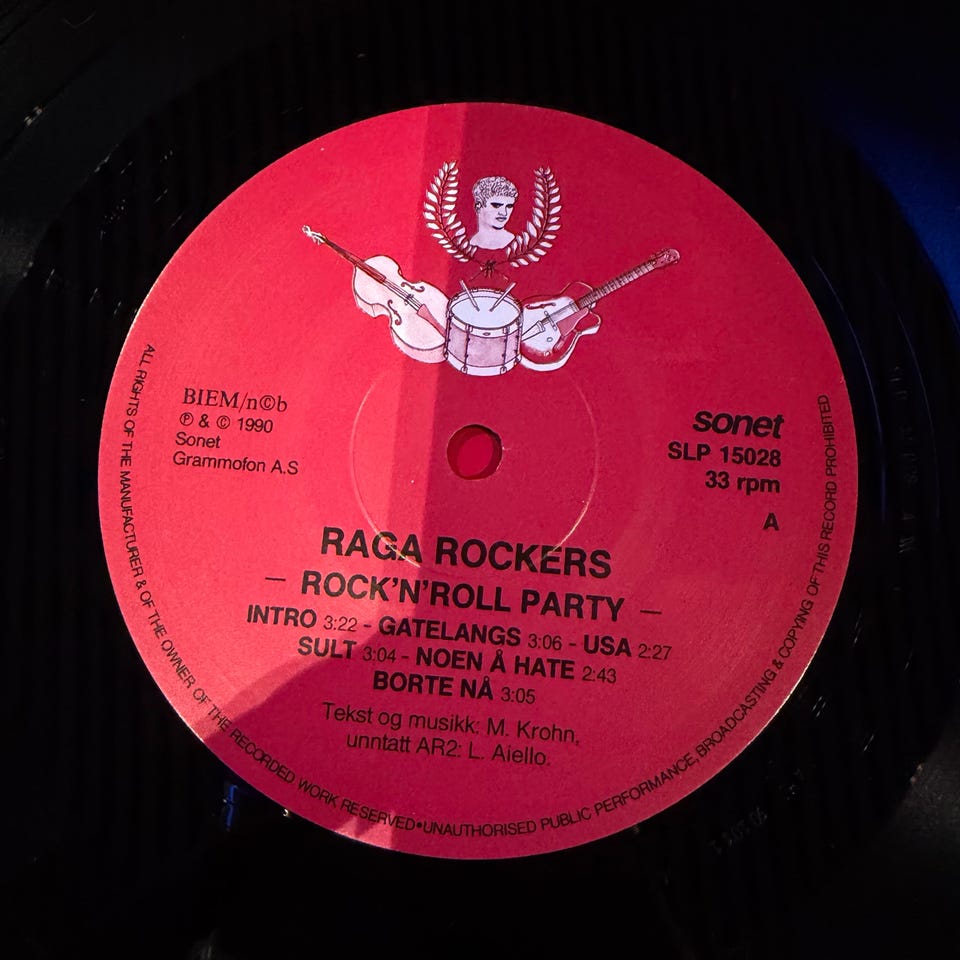 BIEM/n©b
℗ & © 1990
Sonet
Grammofon A.S
sonet
SLP 15028
33 rpm
A
RAGA ROCKERS
— ROCK'N'ROLL PARTY —
INTRO 3:22 - GATELANGS 3:06 - USA 2:27
SULT 3:04 - NOEN Å HATE 2:43
BORTE NÅ 3:05
Tekst og musikk: M. Krohn,
unntatt AR2: L. Aiello.
ALL RIGHTS OF THE MANUFACTURER & OF THE OWNER OF THE RECORDED WORK RESERVED•UNAUTHORISED PUBLIC PERFORMANCE, BROADCASTING & COPYING OF THIS RECORD PROHIBITED